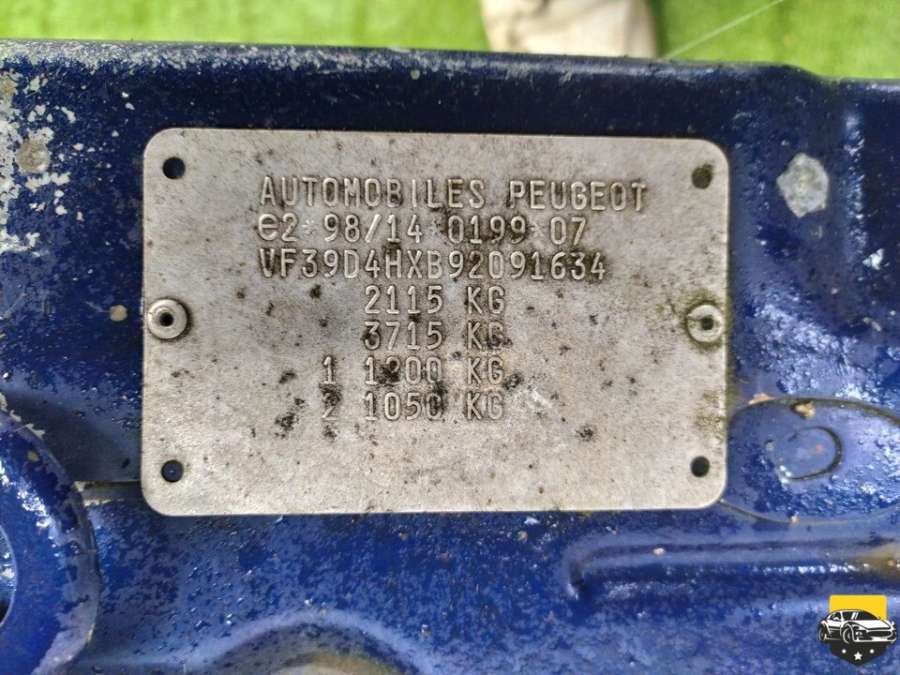 AUTOMOBILES PEUGEOT
e2*98/14*0199*07
VF39D4HXB92091634
2115 KG
3715 KG
1 1200 KG
2 1050 KG